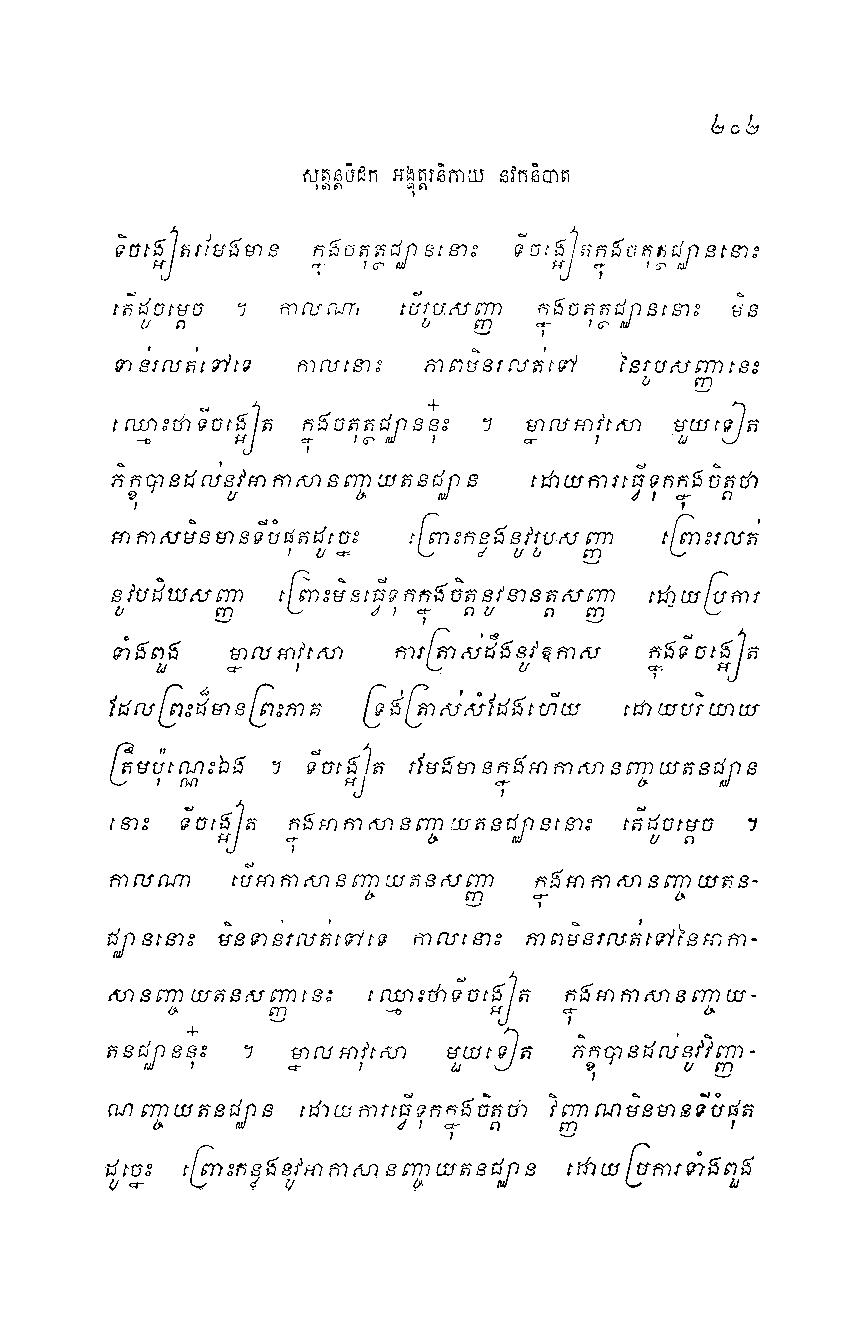 ២០២
សុត្តន្តបិដក អង្គុត្តរនិកាយ នវកនិបាត
ទីចង្អៀតរមែងមាន ក្នុងចតុត្ថជ្ឈាននោះ ទីចង្អៀតក្នុងចតុត្ថជ្ឈាននោះ
តើដូចម្តេច ។ កាលណា បើរូបសញ្ញា ក្នុងចតុត្ថជ្ឈាននោះ មិន
ទាន់រលត់ទៅទេ កាលនោះ ភាពមិនរលត់ទៅ នៃរូបសញ្ញានេះ
ឈ្មោះថាទីចង្អៀត ក្នុងចតុត្ថជ្ឈាននុ៎ះ ។ ម្នាលអាវុសោ មួយទៀត
ភិក្ខុបានដល់នូវអាកាសានញ្ចាយតនជ្ឈាន ដោយការធ្វើទុកក្នុងចិត្តថា
អាកាសមិនមានទីបំផុតដូច្នេះ ព្រោះកន្លងនូវរូបសញ្ញា ព្រោះរលត់
នូវបដិឃសញ្ញា ព្រោះមិនធ្វើទុកក្នុងចិត្តនូវនានត្តសញ្ញា ដោយប្រការ
ទាំងពួង ម្នាលអាវុសោ ការត្រាស់ដឹងនូវឱកាស ក្នុងទីចង្អៀត
ដែលព្រះដ៏មានព្រះភាគ ទ្រង់ត្រាស់សំដែងហើយ ដោយបរិយាយ
ត្រឹមប៉ុណ្ណេះឯង ។ ទីចង្អៀត រមែងមានក្នុងអាកាសានញ្ចាយតនជ្ឈាន
នោះ ទីចង្អៀត ក្នុងអាកាសានញ្ចាយតនជ្ឈាននោះ តើដូចម្តេច ។
កាលណា បើអាកាសានញ្ចាយតនសញ្ញា ក្នុងអាកាសានញ្ចាយតន-
ជ្ឈាននោះ មិនទាន់រលត់ទៅទេ កាលនោះ ភាពមិនរលត់ទៅនៃអាកា-
សានញ្ចាយតនសញ្ញានេះ ឈ្មោះថាទីចង្អៀត ក្នុងអាកាសានញ្ចាយ-
តនជ្ឈាននុ៎ះ ។ ម្នាលអាវុសោ មួយទៀត ភិក្ខុបានដល់នូវវិញ្ញា-
ណញ្ចាយតនជ្ឈាន ដោយការធ្វើទុកក្នុងចិត្តថា វិញ្ញាណមិនមានទីបំផុត
ដូច្នេះ ព្រោះកន្លងនូវអាកាសានញ្ចាយតនជ្ឈាន ដោយប្រការទាំងពួង